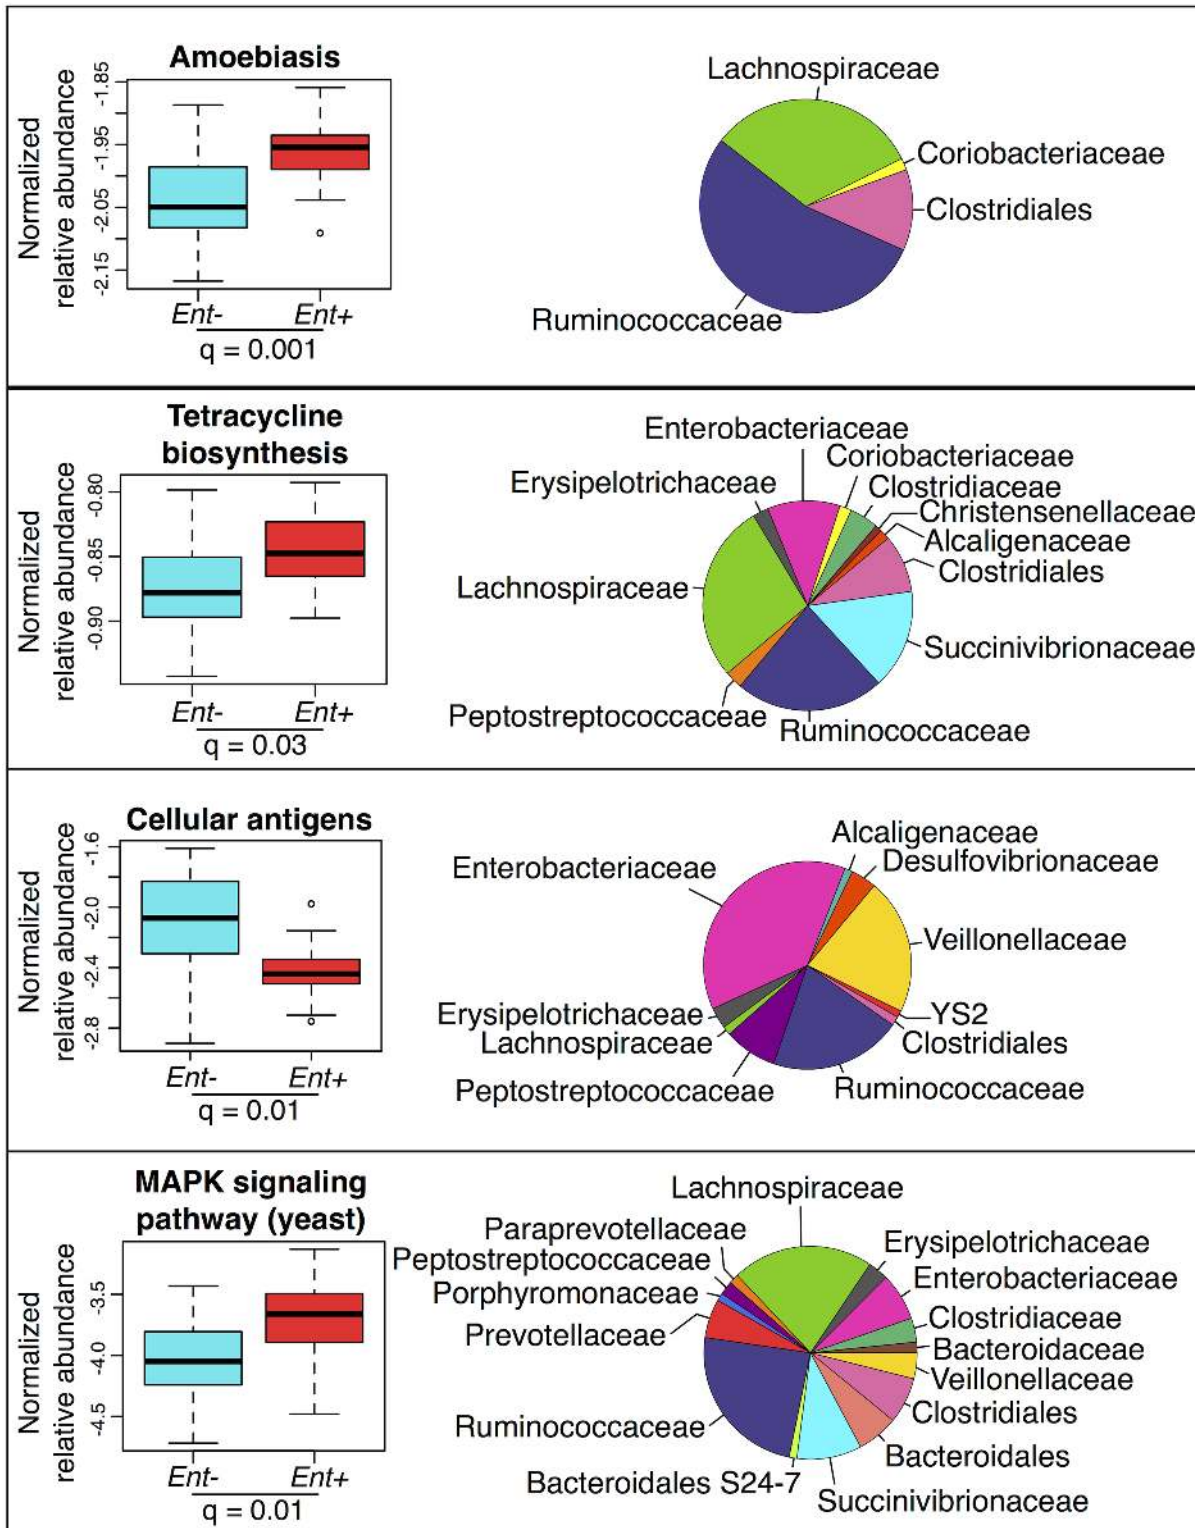 Amoebiasis
Normalized
relative abundance
-1.85
-1.95
-2.05
-2.15
Ent-
Ent+
q = 0.001
Lachnospiraceae
Coriobacteriaceae
Clostridiales
Ruminococcaceae
Tetracycline
biosynthesis
Normalized
relative abundance
-0.80
-0.85
-0.90
Ent-
Ent+
q = 0.03
Enterobacteriaceae
Coriobacteriaceae
Erysipelotrichaceae
Clostridiaceae
Christensenellaceae
Alcaligenaceae
Clostridiales
Lachnospiraceae
Succinivibrionaceae
Peptostreptococcaceae
Ruminococcaceae
Cellular antigens
Normalized
relative abundance
-1.6
-2.0
-2.4
-2.8
Ent-
Ent+
q = 0.01
Alcaligenaceae
Desulfovibrionaceae
Enterobacteriaceae
Veillonellaceae
Erysipelotrichaceae
YS2
Lachnospiraceae
Clostridiales
Peptostreptococcaceae
Ruminococcaceae
MAPK signaling
pathway (yeast)
Normalized
relative abundance
-3.5
-4.0
-4.5
Ent-
Ent+
q = 0.01
Lachnospiraceae
Paraprevotellaceae
Erysipelotrichaceae
Peptostreptococcaceae
Enterobacteriaceae
Porphyromonaceae
Clostridiaceae
Prevotellaceae
Bacteroidaceae
Veillonellaceae
Clostridiales
Ruminococcaceae
Bacteroidales
Bacteroidales S24-7
Succinivibrionaceae